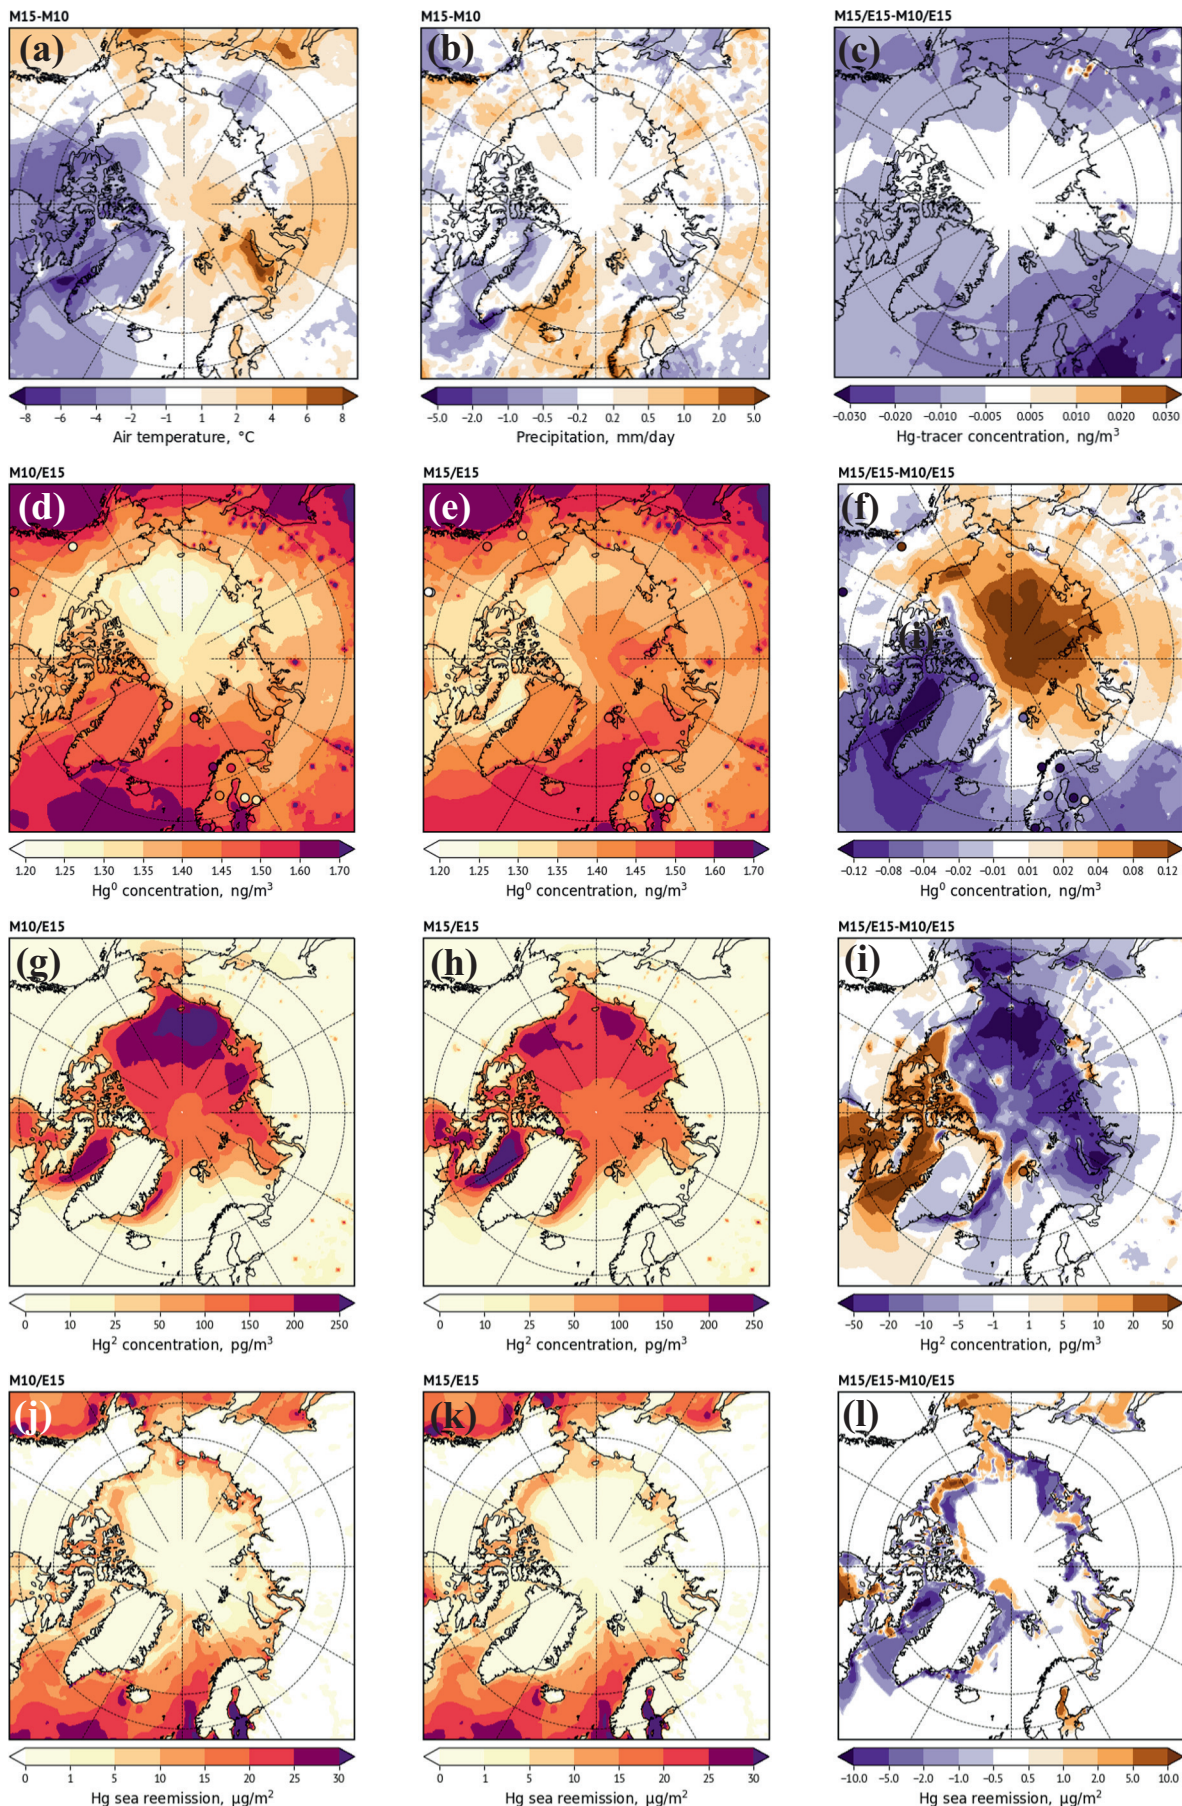 M15-M10 M15-M10 M15/E15-M10/E15
(a) (b) (c)
−8 −6 −4 −2 −1 1 2 4 6 8 −5.0 −2.0 −1.0 −0.5 −0.2 0.2 0.5 1.0 2.0 5.0 −0.030 −0.020 −0.010 −0.005 0.005 0.010 0.020 0.030
Air temperature, °C Precipitation, mm/day Hg-tracer concentration, ng/m³
M10/E15 M15/E15 M15/E15-M10/E15
(d) (e) (f)
(i)
1.20 1.25 1.30 1.35 1.40 1.45 1.50 1.60 1.70 1.20 1.25 1.30 1.35 1.40 1.45 1.50 1.60 1.70 −0.12 −0.08 −0.04 −0.02 −0.01 0.01 0.02 0.04 0.08 0.12
Hg⁰ concentration, ng/m³ Hg⁰ concentration, ng/m³ Hg⁰ concentration, ng/m³
M10/E15 M15/E15 M15/E15-M10/E15
(g) (h) (i)
0 10 25 50 100 150 200 250 0 10 25 50 100 150 200 250 −50 −20 −10 −5 −1 1 5 10 20 50
Hg² concentration, pg/m³ Hg² concentration, pg/m³ Hg² concentration, pg/m³
M10/E15 M15/E15 M15/E15-M10/E15
(j) (k) (l)
0 1 5 10 15 20 25 30 0 1 5 10 15 20 25 30 −10.0 −5.0 −2.0 −1.0 −0.5 0.5 1.0 2.0 5.0 10.0
Hg sea reemission, μg/m² Hg sea reemission, μg/m² Hg sea reemission, μg/m²